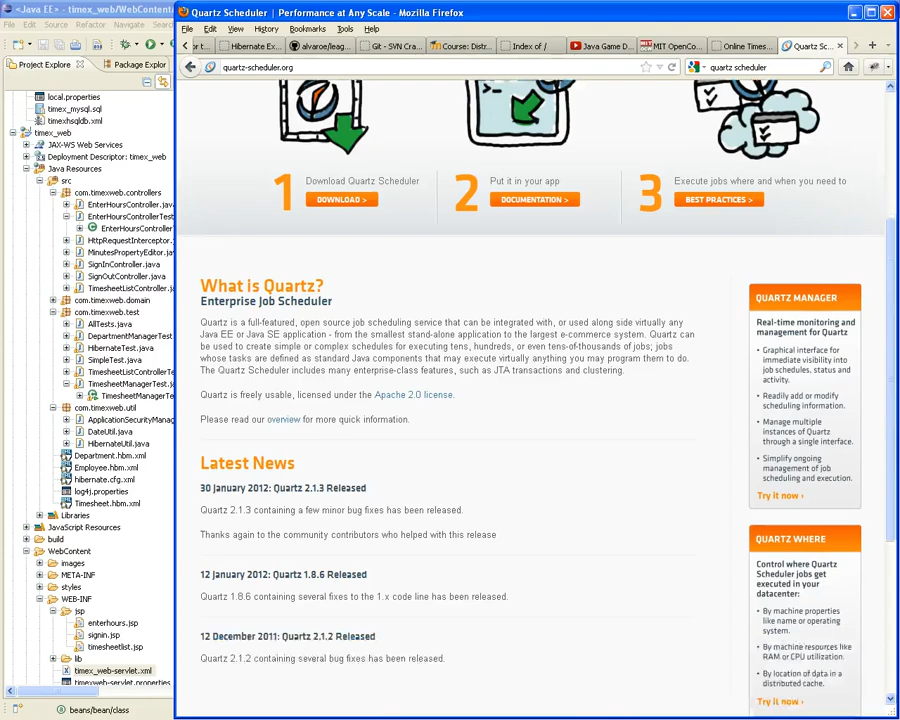 <Java EE> - timex_web/WebContent
File Edit Source Refactor Navigate Search
Project Explorer
Package Explor
local.properties
timex_mysql.sql
timexhsqldb.xml
timex_web
JAX-WS Web Services
Deployment Descriptor: timex_web
Java Resources
src
com.timexweb.controllers
EnterHoursController.java
EnterHoursControllerTest
EnterHoursController
HttpRequestInterceptor.
MinutesPropertyEditor.j
SignInController.java
SignOutController.java
TimesheetListController
com.timexweb.domain
com.timexweb.test
AllTests.java
DepartmentManagerTest
HibernateTest.java
SimpleTest.java
TimesheetListController
TimesheetManagerTest.
TimesheetManager
com.timexweb.util
ApplicationSecurityManag
DateUtil.java
HibernateUtil.java
Department.hbm.xml
Employee.hbm.xml
hibernate.cfg.xml
log4j.properties
Timesheet.hbm.xml
Libraries
JavaScript Resources
build
WebContent
images
META-INF
styles
WEB-INF
jsp
enterhours.jsp
signin.jsp
timesheetlist.jsp
lib
timex_web-servlet.xml
timexweb-servlet.properties
beans/bean/class
Quartz Scheduler | Performance at Any Scale - Mozilla Firefox
File Edit View History Bookmarks Tools Help
or t...
Hibernate Ex...
alvaroe/leag...
Git - SVN Cra...
Course: Distr...
Index of /
Java Game D...
MIT OpenCo...
Online Times...
Quartz Sc...
quartz-scheduler.org
quartz scheduler
1 Download Quartz Scheduler
DOWNLOAD >
2 Put it in your app
DOCUMENTATION >
3 Execute jobs where and when you need to
BEST PRACTICES >
What is Quartz?
Enterprise Job Scheduler
Quartz is a full-featured, open source job scheduling service that can be integrated with, or used along side virtually any
Java EE or Java SE application - from the smallest stand-alone application to the largest e-commerce system. Quartz can
be used to create simple or complex schedules for executing tens, hundreds, or even tens-of-thousands of jobs; jobs
whose tasks are defined as standard Java components that may execute virtually anything you may program them to do.
The Quartz Scheduler includes many enterprise-class features, such as JTA transactions and clustering.
Quartz is freely usable, licensed under the Apache 2.0 license.
Please read our overview for more quick information.
Latest News
30 January 2012: Quartz 2.1.3 Released
Quartz 2.1.3 containing a few minor bug fixes has been released.
Thanks again to the community contributors who helped with this release
12 January 2012: Quartz 1.8.6 Released
Quartz 1.8.6 containing several fixes to the 1.x code line has been released.
12 December 2011: Quartz 2.1.2 Released
Quartz 2.1.2 containing several bug fixes has been released.
QUARTZ MANAGER
Real-time monitoring and
management for Quartz
• Graphical interface for
immediate visibility into
job schedules, status and
activity.
• Readily add or modify
scheduling information.
• Manage multiple
instances of Quartz
through a single interface.
• Simplify ongoing
management of job
scheduling and execution.
Try it now ›
QUARTZ WHERE
Control where Quartz
Scheduler jobs get
executed in your
datacenter:
• By machine properties
like name or operating
system.
• By machine resources like
RAM or CPU utilization.
• By location of data in a
distributed cache.
Try it now ›